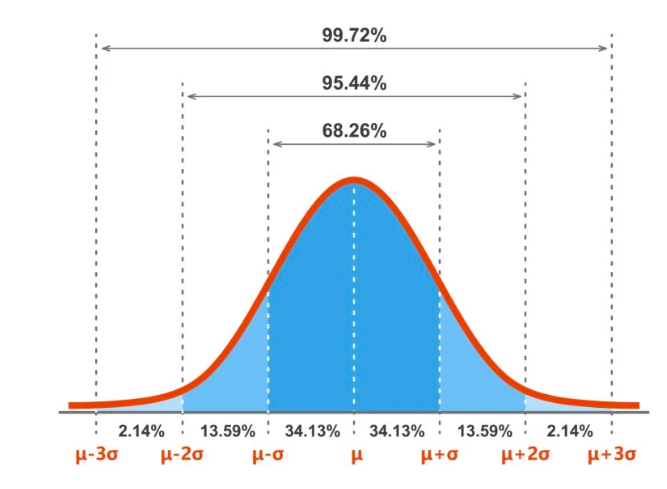 99.72%
95.44%
68.26%
2.14% 13.59% 34.13% 34.13% 13.59% 2.14%
μ-3σ μ-2σ μ-σ μ μ+σ μ+2σ μ+3σ